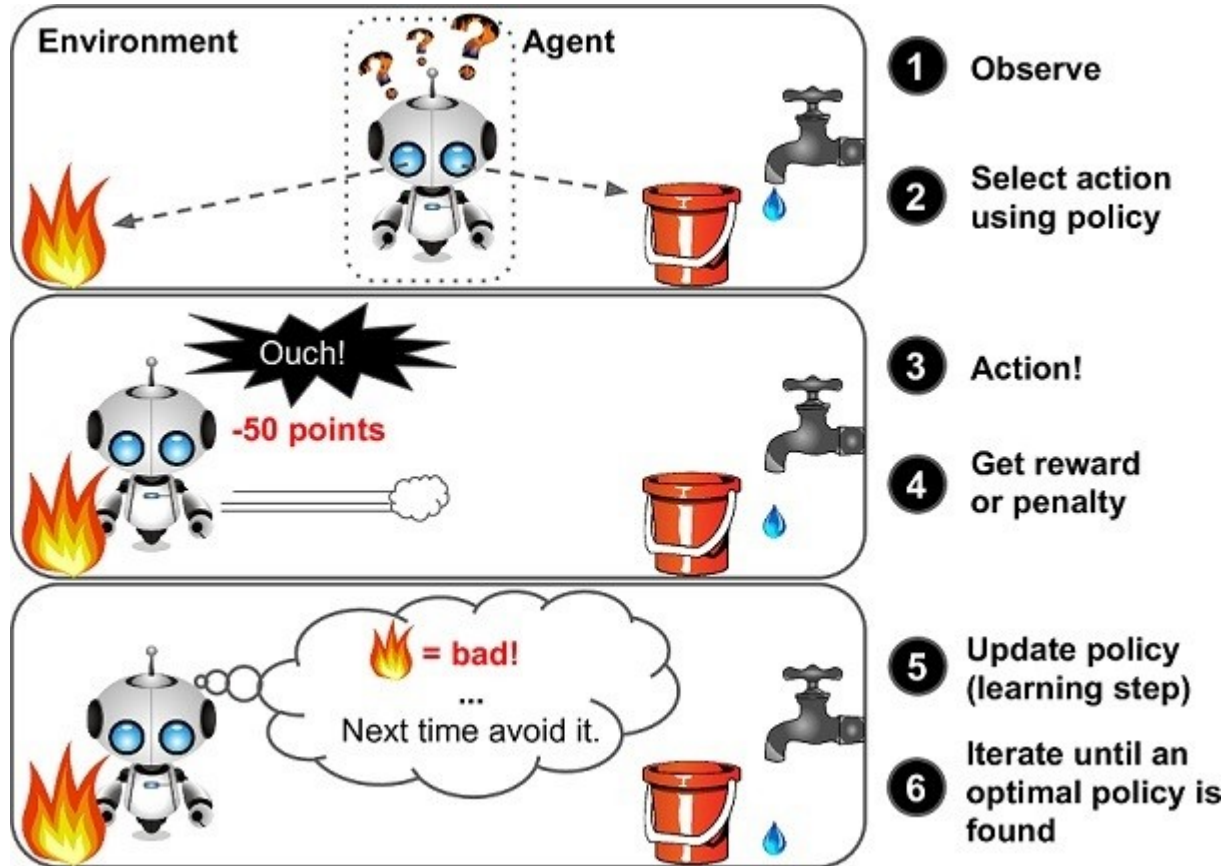 Environment
Agent
? ? ?
1 Observe
2 Select action
using policy
Ouch!
-50 points
3 Action!
4 Get reward
or penalty
= bad!
...
Next time avoid it.
5 Update policy
(learning step)
6 Iterate until an
optimal policy is
found